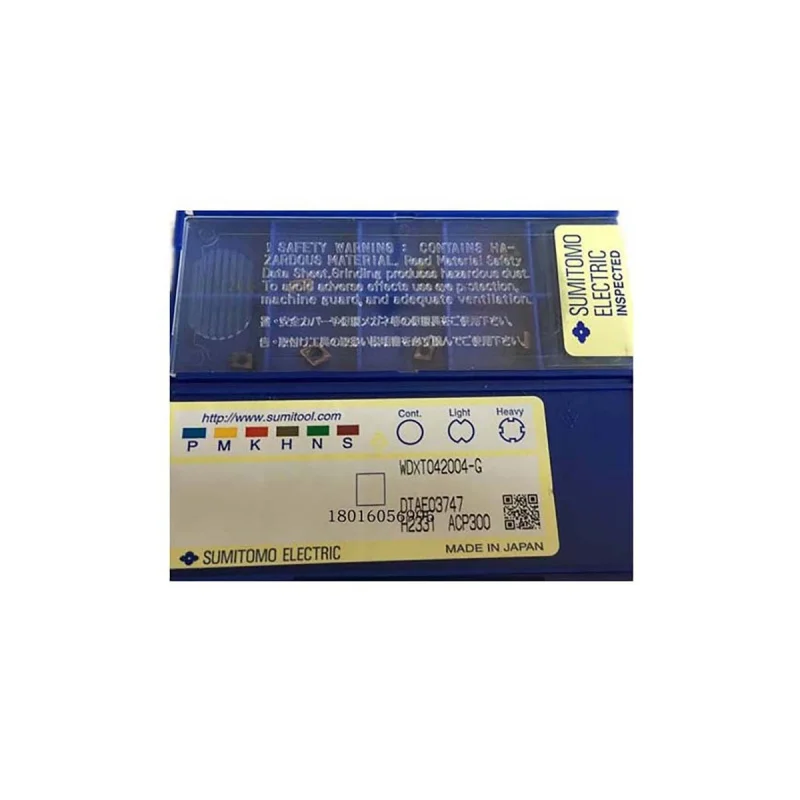 ! SAFETY WARNING : CONTAINS HA-
ZARDOUS MATERIAL. Read Material Safety
Data Sheet. Grinding produces hazardous dust.
To avoid adverse effects use eye protection,
machine guard, and adequate ventilation.
SUMITOMO
ELECTRIC
INSPECTED
http://www.sumitool.com
P M K H N S
Cont. Light Heavy
WDXT042004-G
DTAE03747
18016056995
H2331 ACP300
SUMITOMO ELECTRIC
MADE IN JAPAN